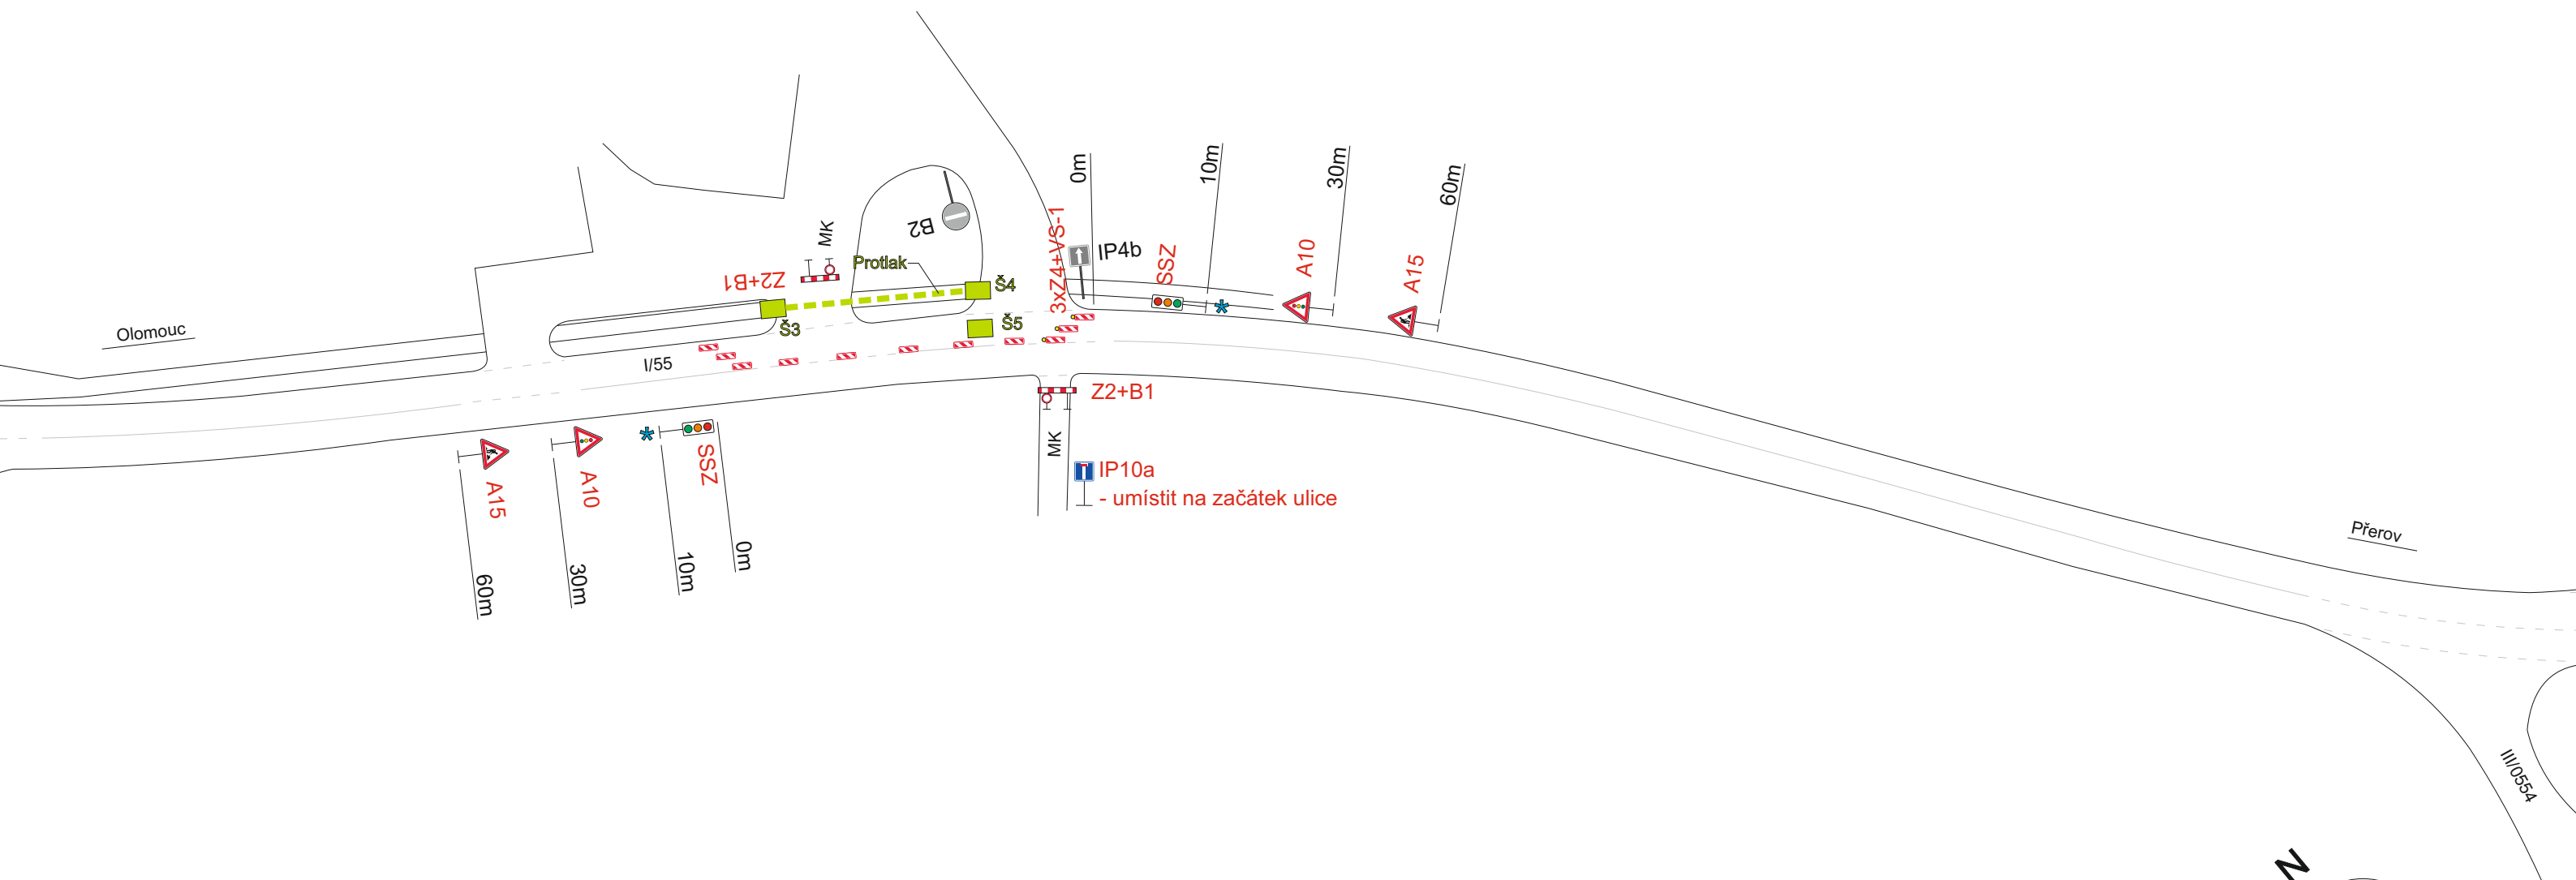 Olomouc
I/55
MK
Z2+B1
B2
Protlak
Š3
Š4
Š5
3xZ4+VS-1
0m
IP4b
SSZ
10m
A10
30m
A15
60m
A15
60m
A10
30m
10m
SSZ
0m
Z2+B1
MK
IP10a
- umístit na začátek ulice
Přerov
III/0554
N